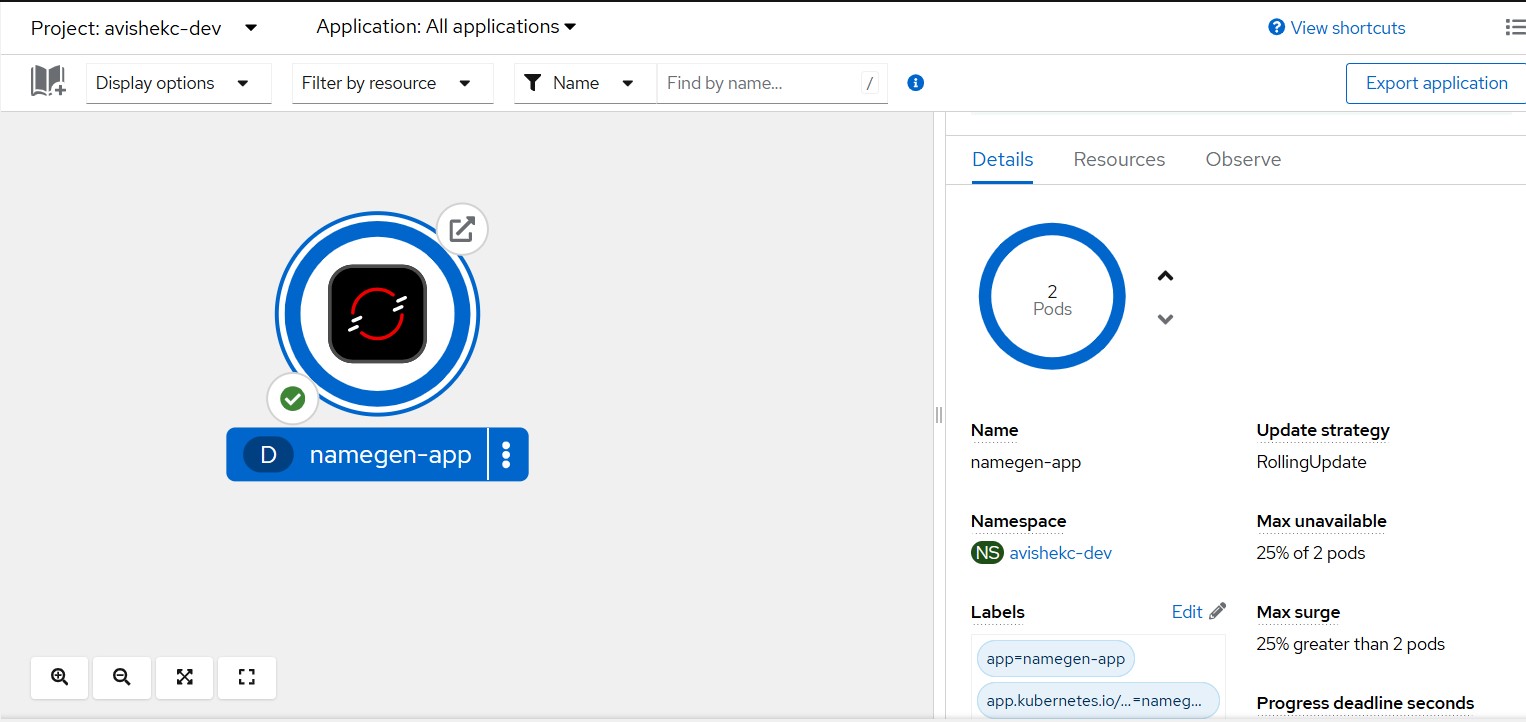 Project: avishekc-dev
Application: All applications
View shortcuts
Display options
Filter by resource
Name
Find by name...
/
Export application
Details
Resources
Observe
2
Pods
D namegen-app
Name
namegen-app
Update strategy
RollingUpdate
Namespace
NS avishekc-dev
Max unavailable
25% of 2 pods
Labels
Edit
Max surge
25% greater than 2 pods
app=namegen-app
app.kubernetes.io/...=nameg...
Progress deadline seconds